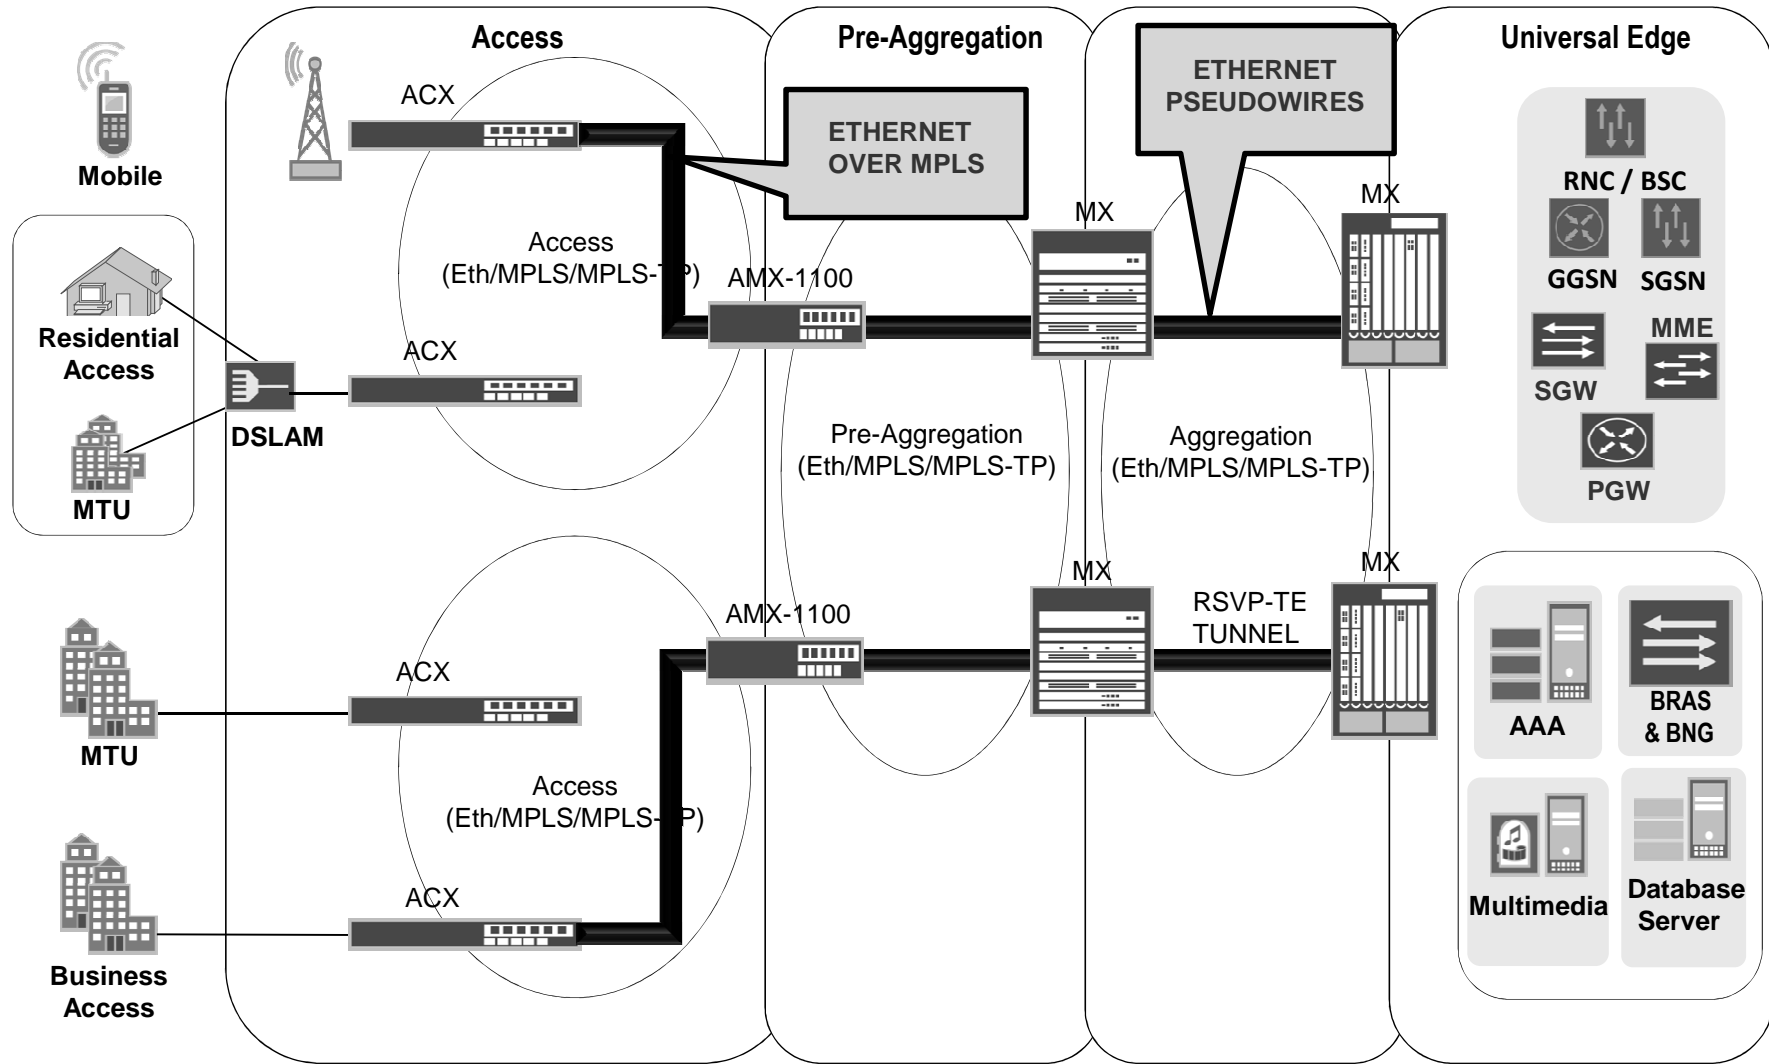 Access
Pre-Aggregation
Universal Edge
Mobile
Residential
Access
MTU
DSLAM
MTU
Business
Access
ACX
Access
(Eth/MPLS/MPLS-TP)
ACX
ETHERNET
OVER MPLS
AMX-1100
MX
ETHERNET
PSEUDOWIRES
MX
Pre-Aggregation
(Eth/MPLS/MPLS-TP)
Aggregation
(Eth/MPLS/MPLS-TP)
ACX
Access
(Eth/MPLS/MPLS-TP)
ACX
AMX-1100
MX
RSVP-TE
TUNNEL
MX
RNC / BSC
GGSN
SGSN
SGW
MME
PGW
AAA
BRAS
& BNG
Multimedia
Database
Server